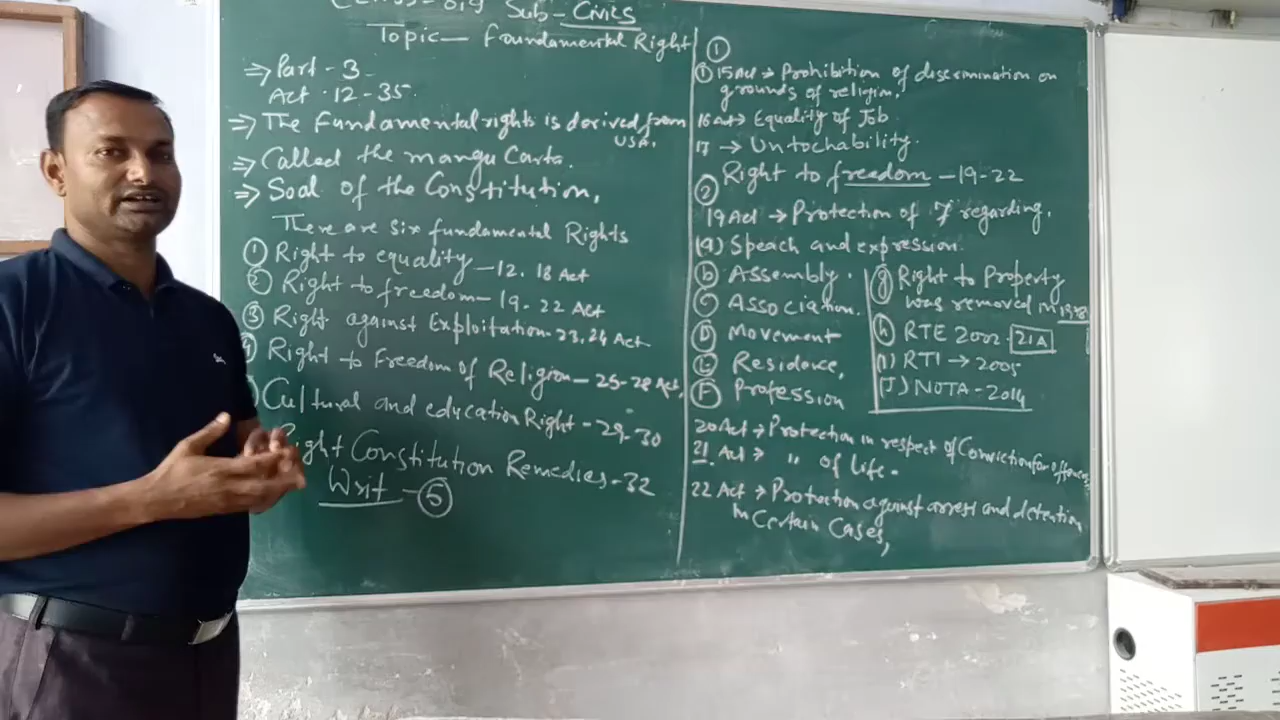 Class- 8,9 Sub- Civics
Topic— Foundamental Right
⇒ Part - 3
Act . 12 - 35
⇒ The fundamental rights is derived from
USA.
⇒ Called the mangu Carta.
⇒ Soal of the Constitution,
There are six fundamental Rights
① Right to equality — 12. 18 Act
② Right to freedom — 19 - 22 Act
③ Right against Exploitation - 23,24 Act
Right to Freedom of Religion — 25-28 Act,
Cultural and education Right - 29-30
Right Constitution Remedies - 32
Writ - ⑤
①
① 15 Act → Prohibition of descrimination on
grounds of religion.
16 Act → Equality of Job
17 → Untochability.
② Right to freedom — 19-22
19 Act → Protection of 7 regarding.
(a) Speach and expression.
(b) Assembly.
(c) Association.
(D) Movement
(E) Residence,
(F) Profession
(g) Right to Property
was removed in 1978
(h) RTE 2002 - 21A
(I) RTI → 2005
(J) NOTA - 2014
20 Act → Protection in respect of Conviction for offences
21 Act → " of life.
22 Act → Protection against arrest and detention
in Certain Cases,